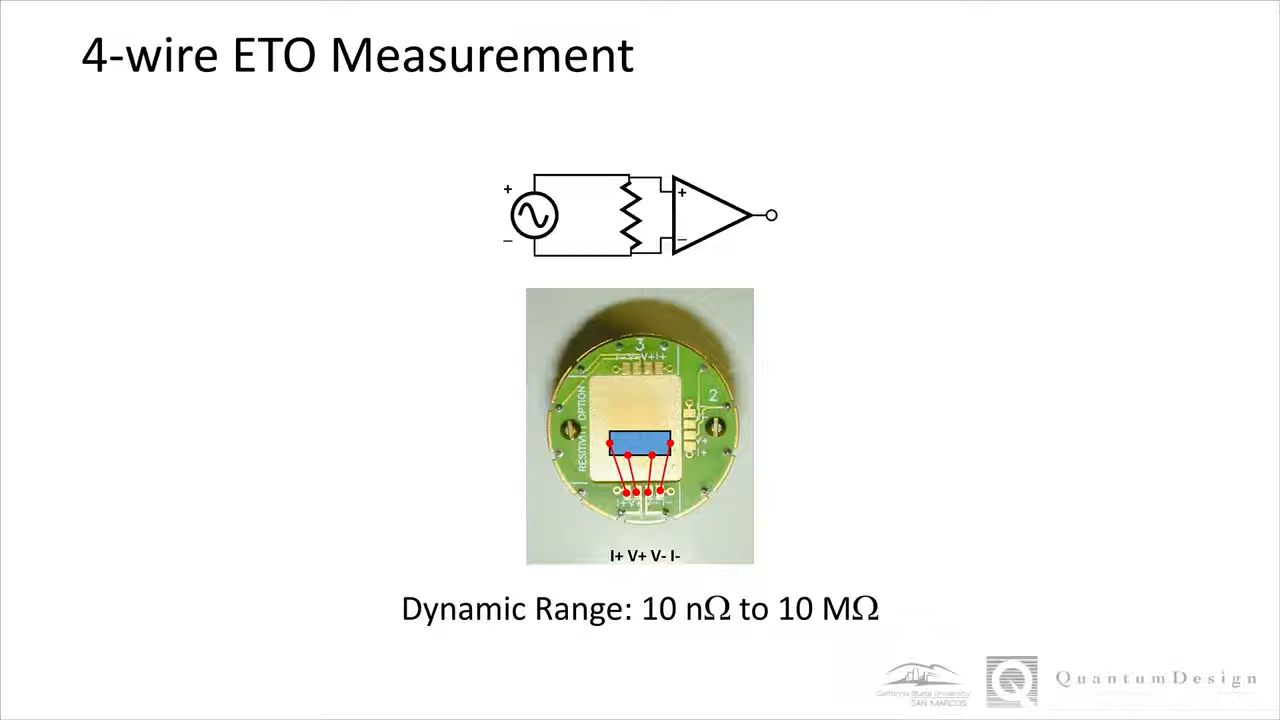 4-wire ETO Measurement
+
−
+
−
3
I−V−V+I+
2
V+
I+
RESITIVITY OPTION
I+ V+ V- I-
Dynamic Range: 10 nΩ to 10 MΩ
California State University
SAN MARCOS
QuantumDesign